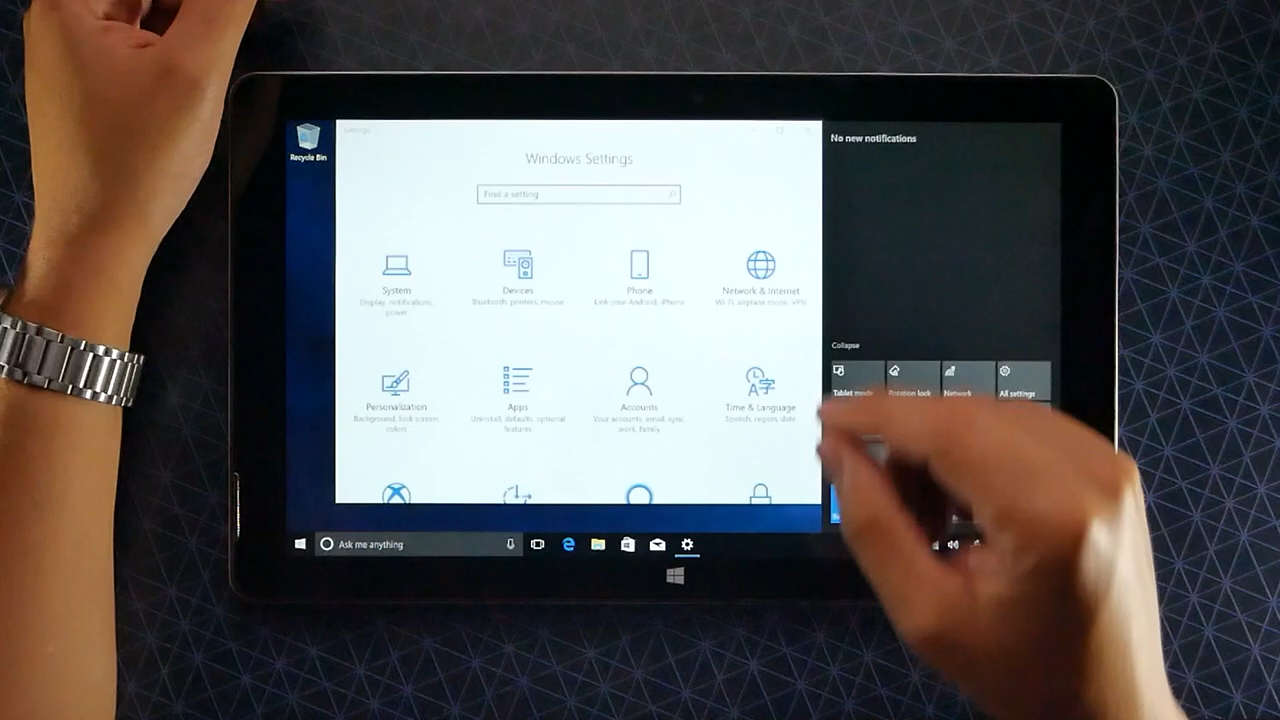 Recycle Bin
Settings
Windows Settings
Find a setting
System
Display, notifications,
power
Devices
Bluetooth, printers, mouse
Phone
Link your Android, iPhone
Network & Internet
Wi-Fi, airplane mode, VPN
Personalization
Background, lock screen,
colors
Apps
Uninstall, defaults, optional
features
Accounts
Your accounts, email, sync,
work, family
Time & Language
Speech, region, date
No new notifications
Collapse
Tablet mode
Rotation lock
Network
All settings
Ask me anything